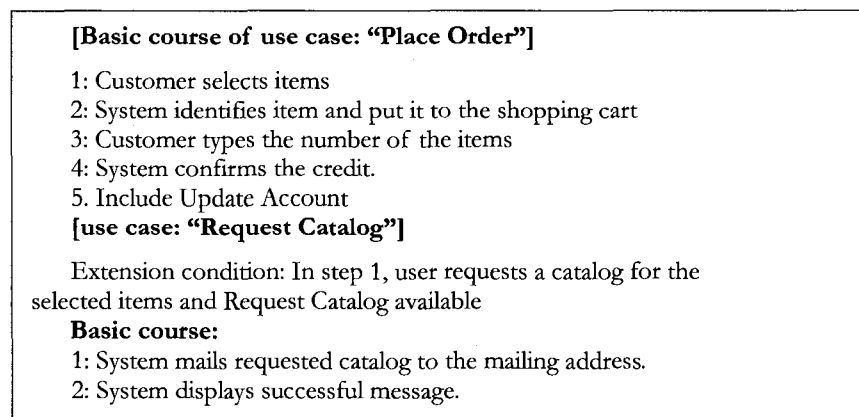 [Basic course of use case: “Place Order”]
1: Customer selects items
2: System identifies item and put it to the shopping cart
3: Customer types the number of the items
4: System confirms the credit.
5. Include Update Account
[use case: “Request Catalog”]
Extension condition: In step 1, user requests a catalog for the
selected items and Request Catalog available
Basic course:
1: System mails requested catalog to the mailing address.
2: System displays successful message.